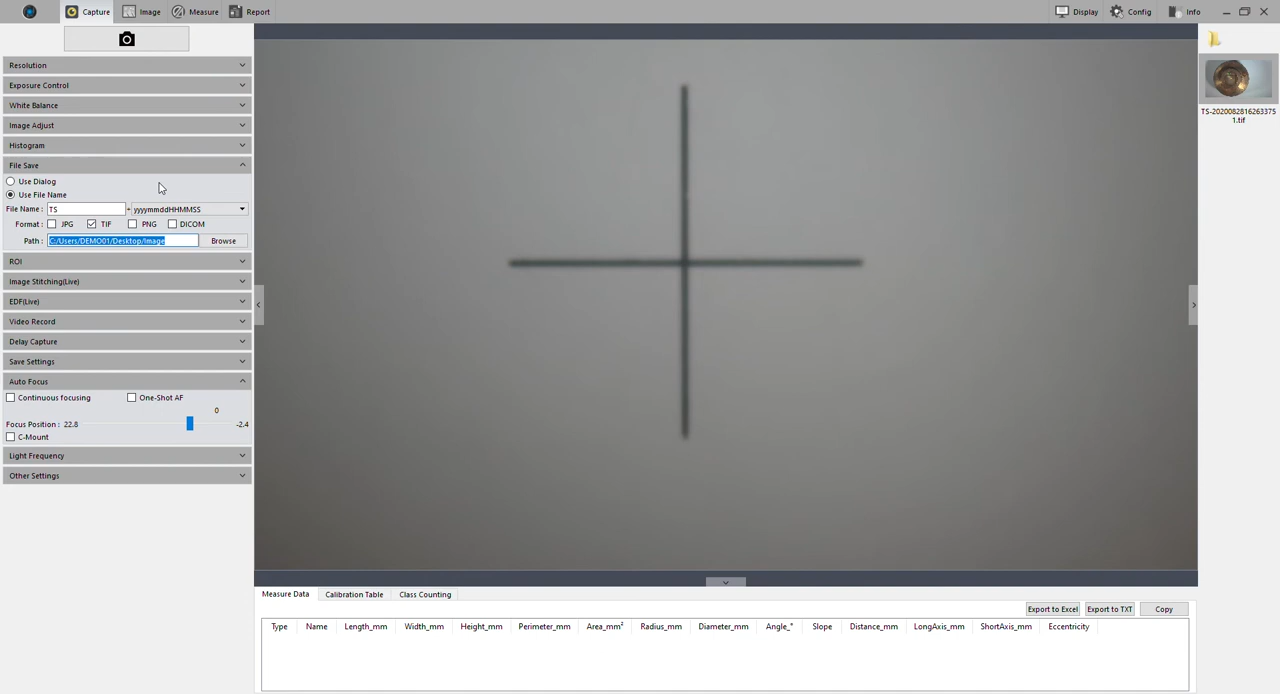 Capture Image Measure Report Display Config Info
Resolution
Exposure Control
White Balance
Image Adjust
Histogram
File Save
Use Dialog
Use File Name
File Name : TS + yyyymmddHHMMSS
Format : JPG TIF PNG DICOM
Path : C:/Users/DEMO01/Desktop/Image Browse
ROI
Image Stitching(Live)
EDF(Live)
Video Record
Delay Capture
Save Settings
Auto Focus
Continuous focusing One-Shot AF
0
Focus Position : 22.8 -2.4
C-Mount
Light Frequency
Other Settings
TS-2020082816263375
1.tif
Measure Data Calibration Table Class Counting
Export to Excel Export to TXT Copy
Type Name Length_mm Width_mm Height_mm Perimeter_mm Area_mm² Radius_mm Diameter_mm Angle_° Slope Distance_mm LongAxis_mm ShortAxis_mm Eccentricity